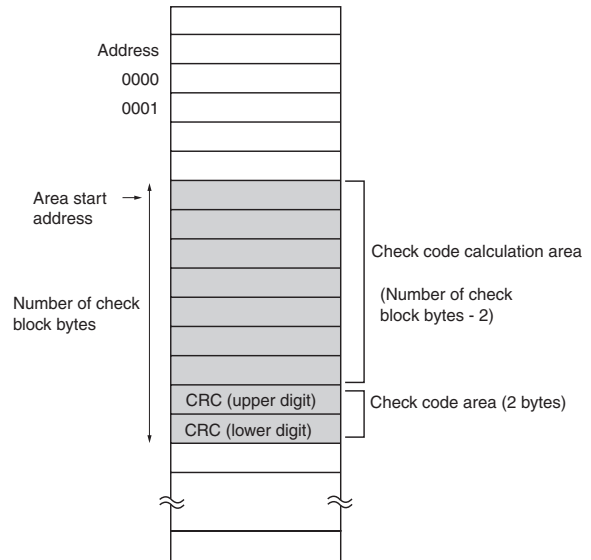 Address
0000
0001
Area start
address
Number of check
block bytes
Check code calculation area
(Number of check
block bytes - 2)
CRC (upper digit)
Check code area (2 bytes)
CRC (lower digit)